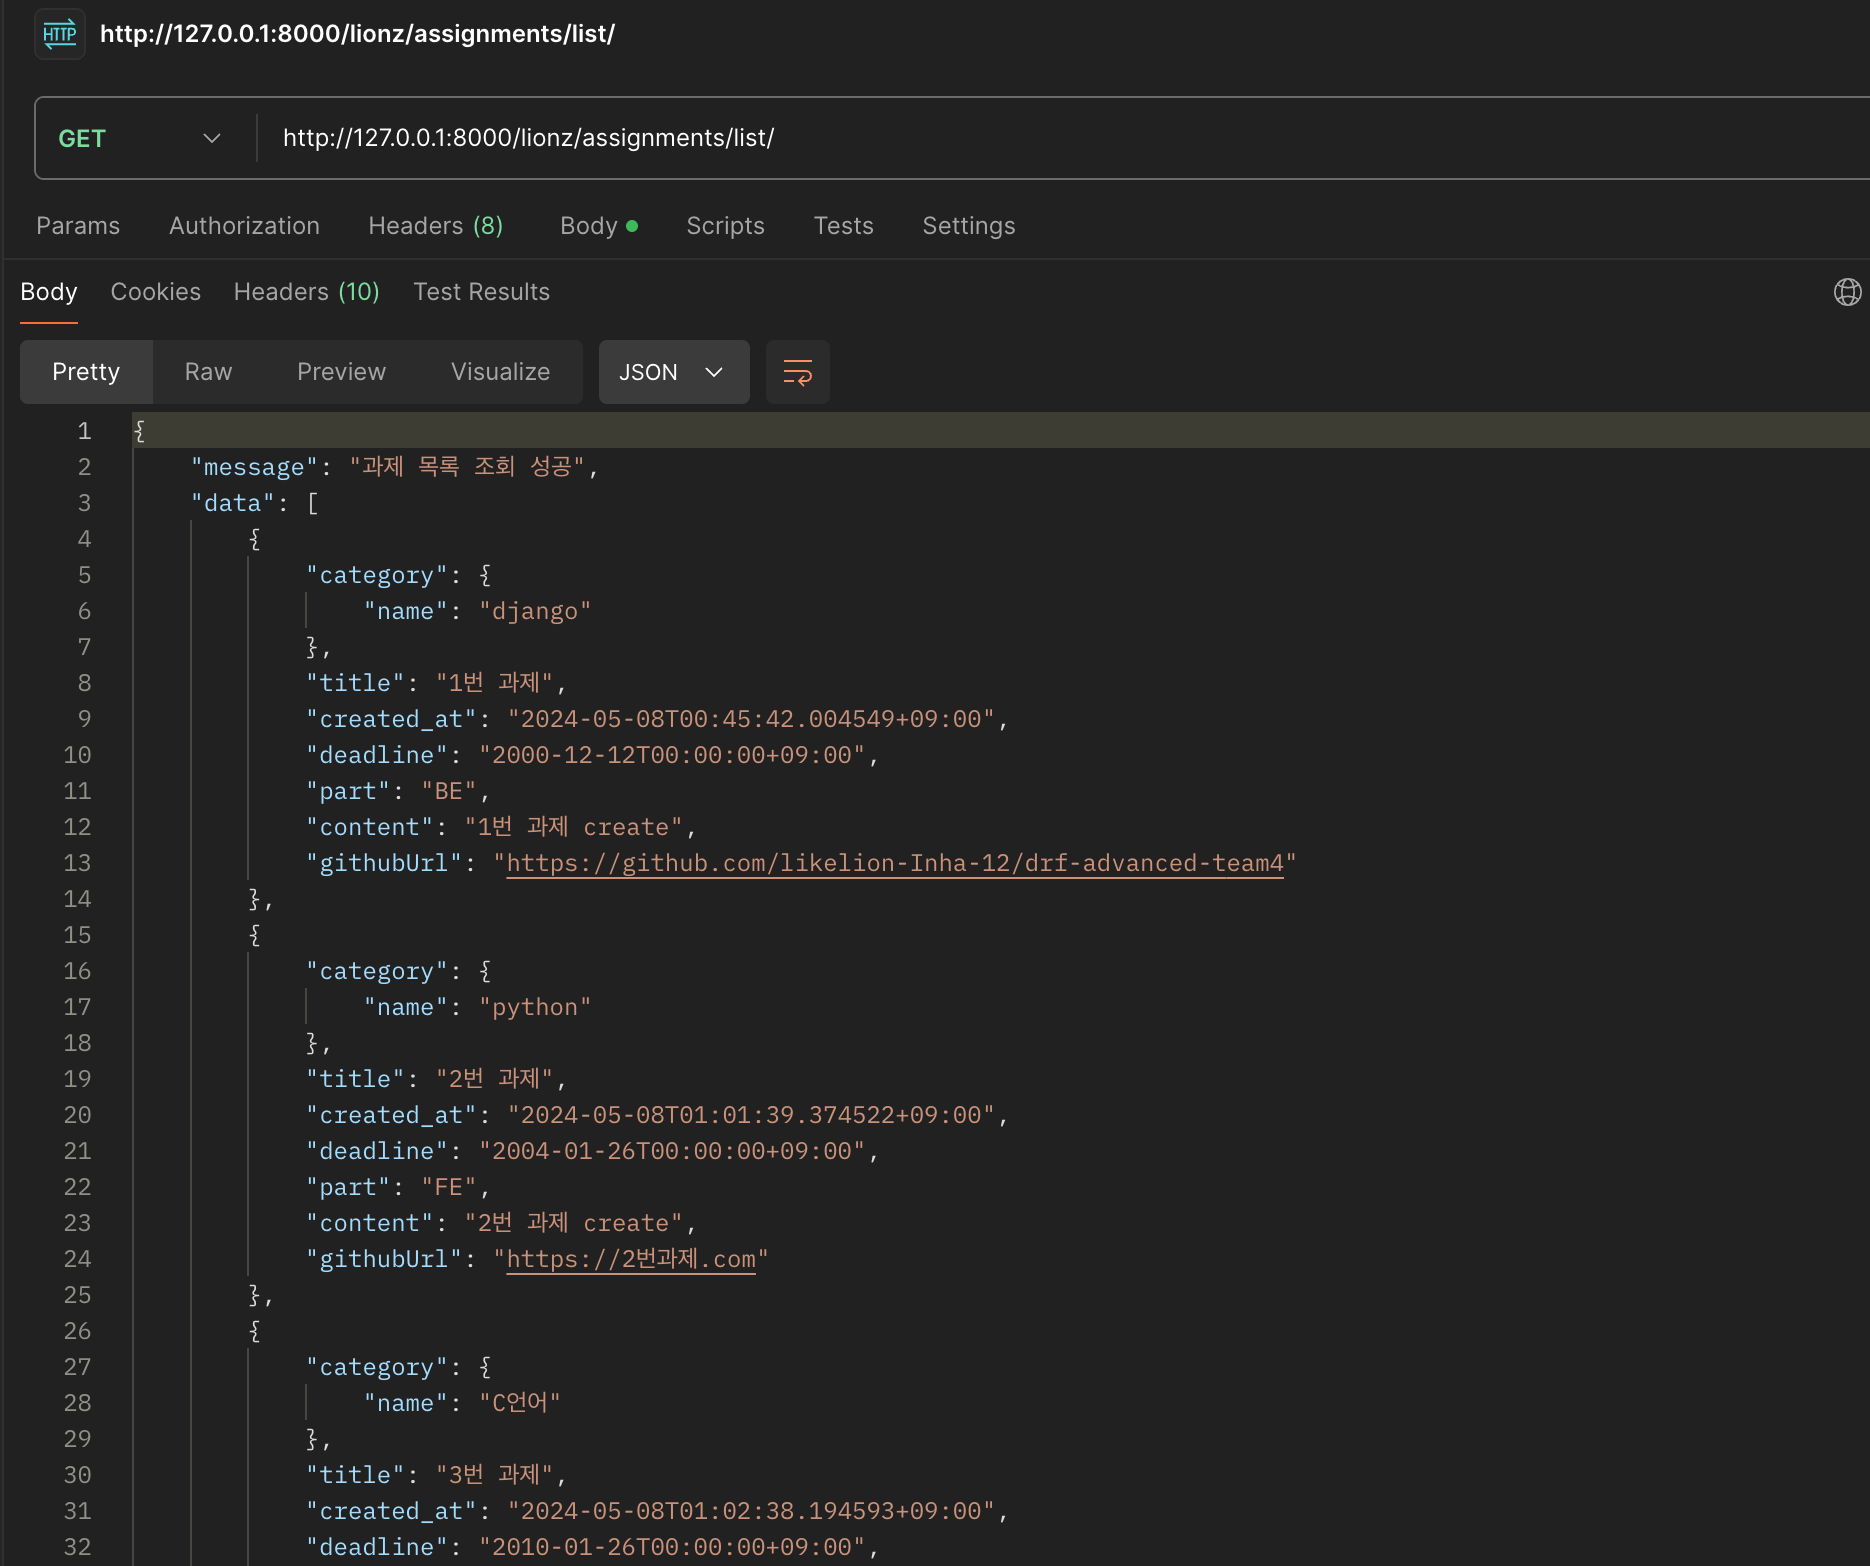 HTTP http://127.0.0.1:8000/lionz/assignments/list/
GET http://127.0.0.1:8000/lionz/assignments/list/
Params Authorization Headers (8) Body Scripts Tests Settings
Body Cookies Headers (10) Test Results
Pretty Raw Preview Visualize JSON
1 {
2 "message": "과제 목록 조회 성공",
3 "data": [
4 {
5 "category": {
6 "name": "django"
7 },
8 "title": "1번 과제",
9 "created_at": "2024-05-08T00:45:42.004549+09:00",
10 "deadline": "2000-12-12T00:00:00+09:00",
11 "part": "BE",
12 "content": "1번 과제 create",
13 "githubUrl": "https://github.com/likelion-Inha-12/drf-advanced-team4"
14 },
15 {
16 "category": {
17 "name": "python"
18 },
19 "title": "2번 과제",
20 "created_at": "2024-05-08T01:01:39.374522+09:00",
21 "deadline": "2004-01-26T00:00:00+09:00",
22 "part": "FE",
23 "content": "2번 과제 create",
24 "githubUrl": "https://2번과제.com"
25 },
26 {
27 "category": {
28 "name": "C언어"
29 },
30 "title": "3번 과제",
31 "created_at": "2024-05-08T01:02:38.194593+09:00",
32 "deadline": "2010-01-26T00:00:00+09:00",